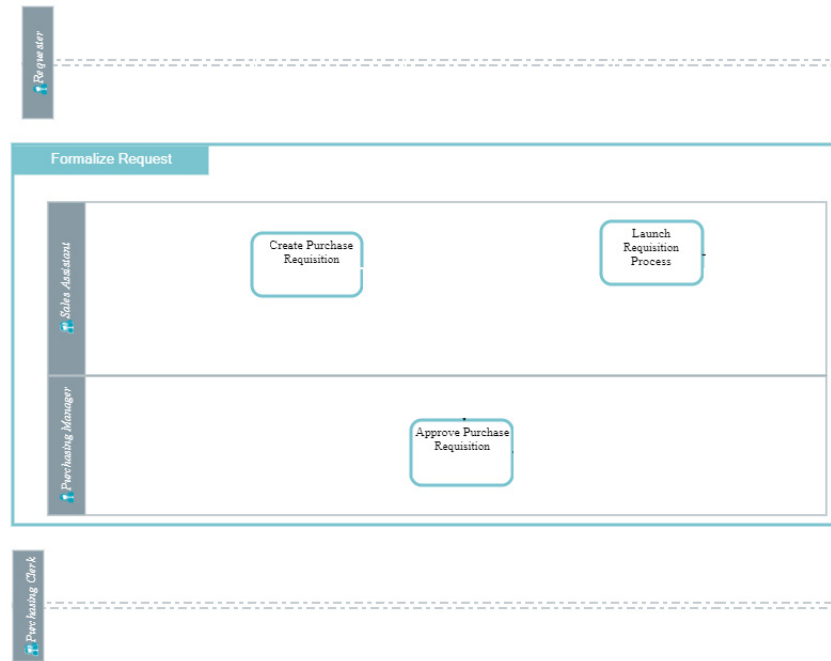 Requester
Formalize Request
Sales Assistant
Create Purchase
Requisition
Launch
Requisition
Process
Purchasing Manager
Approve Purchase
Requisition
Purchasing Clerk